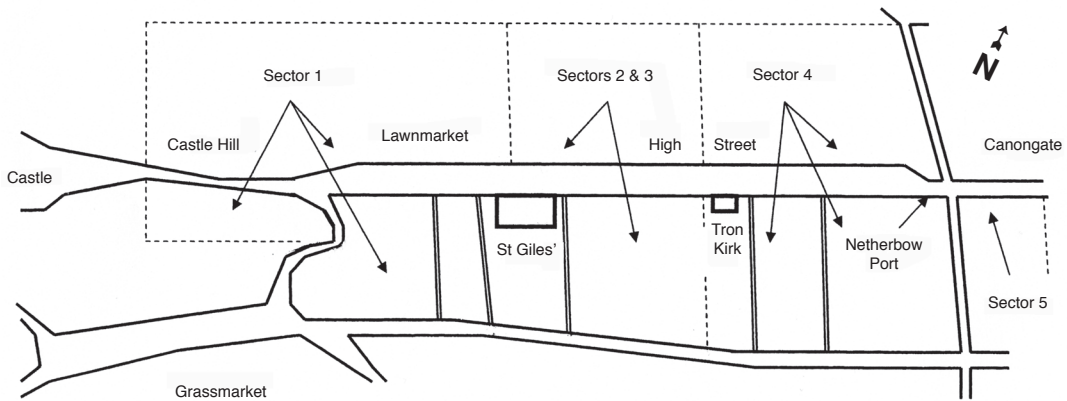 Sector 1
Sectors 2 & 3
Sector 4
N
Castle Hill
Lawnmarket
High
Street
Canongate
Castle
St Giles’
Tron
Kirk
Netherbow
Port
Sector 5
Grassmarket